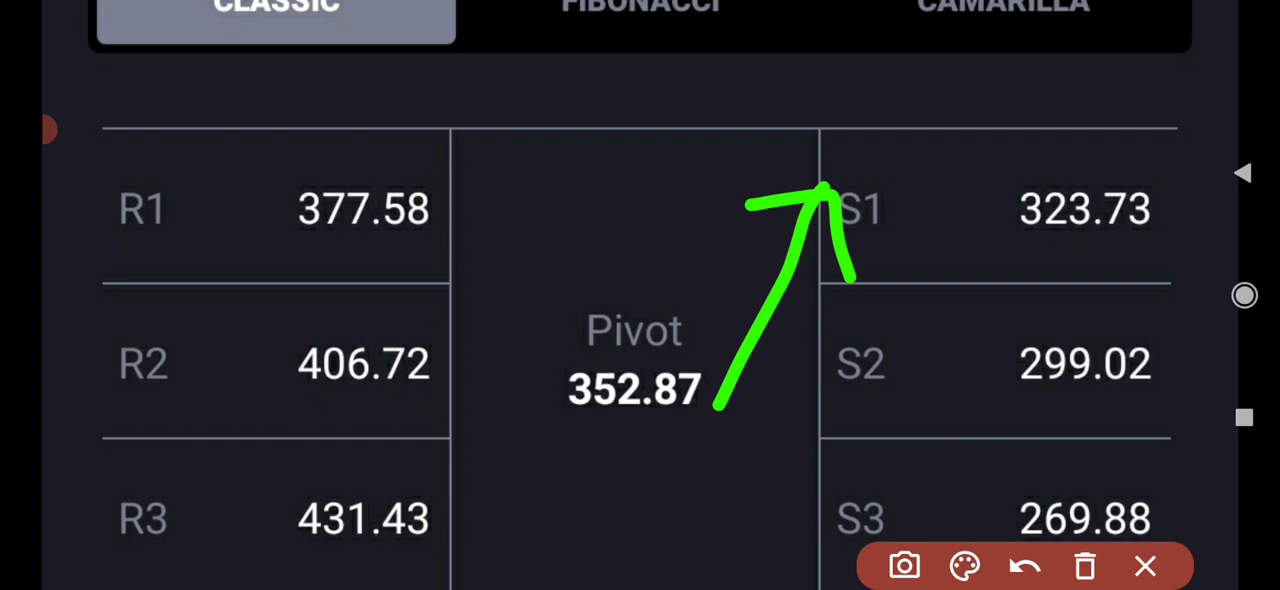 CLASSIC FIBONACCI CAMARILLA
R1 377.58 S1 323.73
Pivot
352.87
R2 406.72 S2 299.02
R3 431.43 S3 269.88